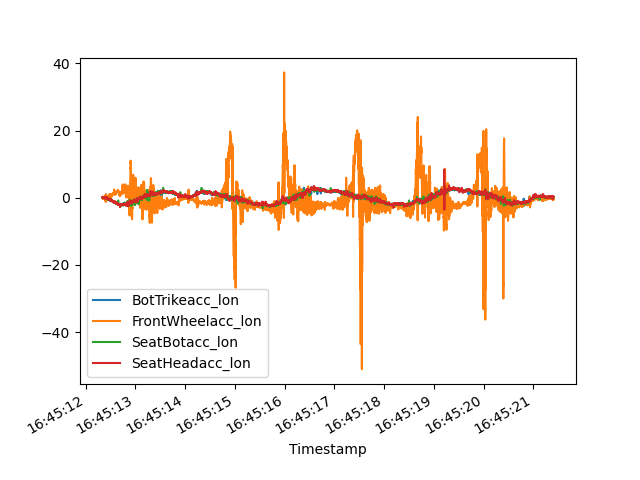 40
20
0
−20
−40
BotTrikeacc_lon
FrontWheelacc_lon
SeatBotacc_lon
SeatHeadacc_lon
16:45:12 16:45:13 16:45:14 16:45:15 16:45:16 16:45:17 16:45:18 16:45:19 16:45:20 16:45:21
Timestamp